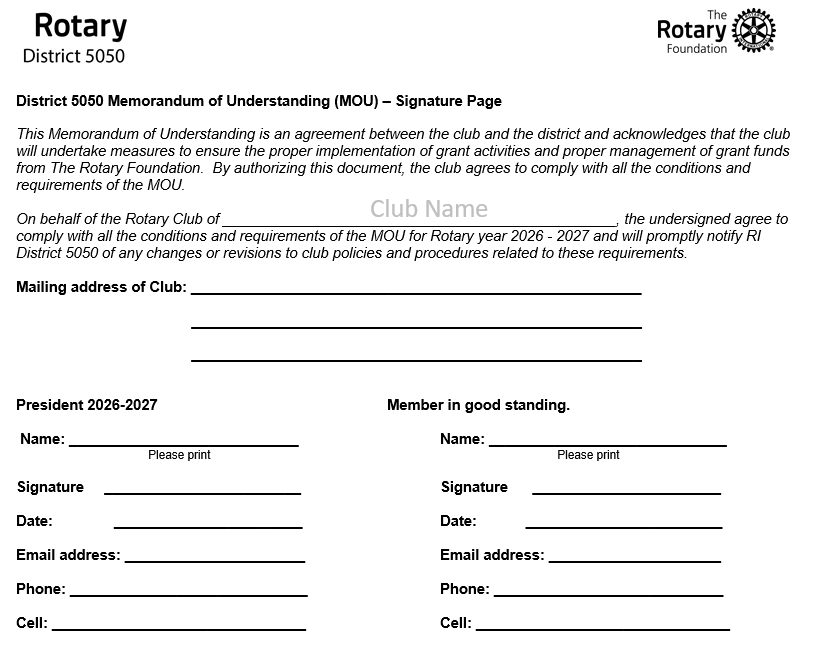 Rotary
District 5050
The
Rotary
Foundation
District 5050 Memorandum of Understanding (MOU) – Signature Page
This Memorandum of Understanding is an agreement between the club and the district and acknowledges that the club
will undertake measures to ensure the proper implementation of grant activities and proper management of grant funds
from The Rotary Foundation.  By authorizing this document, the club agrees to comply with all the conditions and
requirements of the MOU.
On behalf of the Rotary Club of Club Name, the undersigned agree to
comply with all the conditions and requirements of the MOU for Rotary year 2026 - 2027 and will promptly notify RI
District 5050 of any changes or revisions to club policies and procedures related to these requirements.
Mailing address of Club:
President 2026-2027
Member in good standing.
Name:
Name:
Please print
Please print
Signature
Signature
Date:
Date:
Email address:
Email address:
Phone:
Phone:
Cell:
Cell: